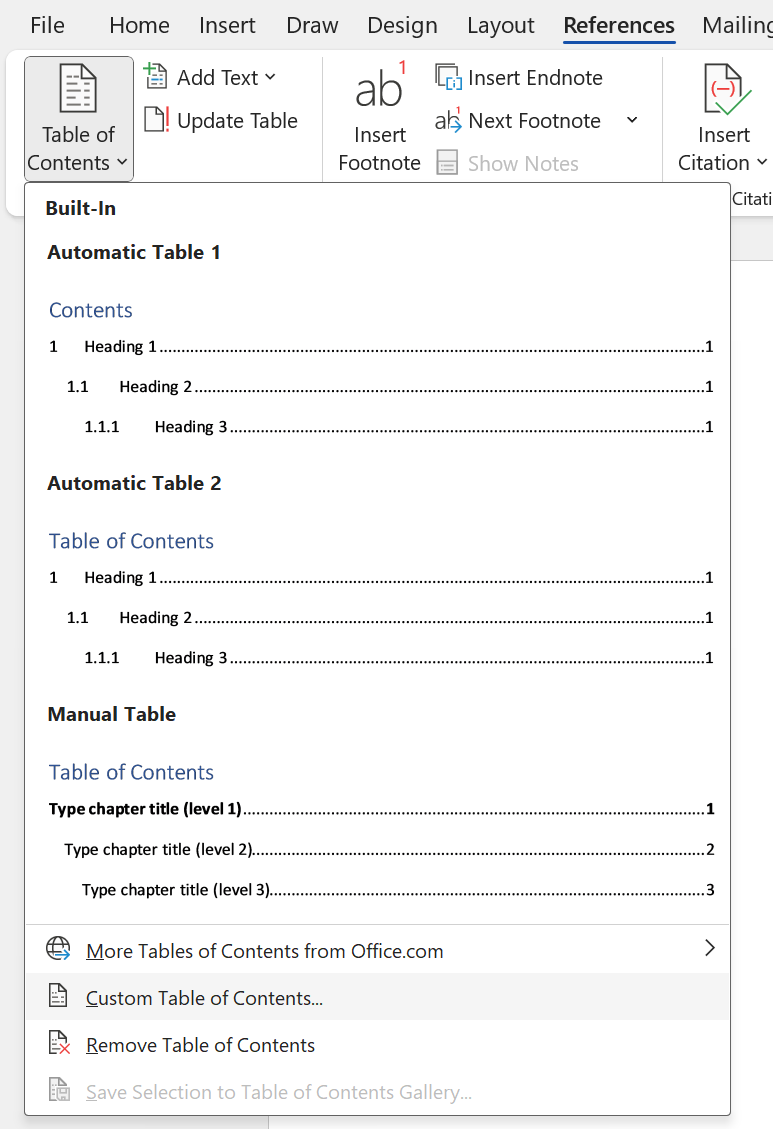 File Home Insert Draw Design Layout References Mailing
Table of Contents
Add Text
Update Table
ab1
Insert Footnote
Insert Endnote
ab1 Next Footnote
Show Notes
(-)
Insert Citation
Citati
Built-In
Automatic Table 1
Contents
1 Heading 1........................................1
1.1 Heading 2........................................1
1.1.1 Heading 3........................................1
Automatic Table 2
Table of Contents
1 Heading 1........................................1
1.1 Heading 2........................................1
1.1.1 Heading 3........................................1
Manual Table
Table of Contents
Type chapter title (level 1)........................................1
Type chapter title (level 2)........................................2
Type chapter title (level 3)........................................3
More Tables of Contents from Office.com
Custom Table of Contents...
Remove Table of Contents
Save Selection to Table of Contents Gallery...